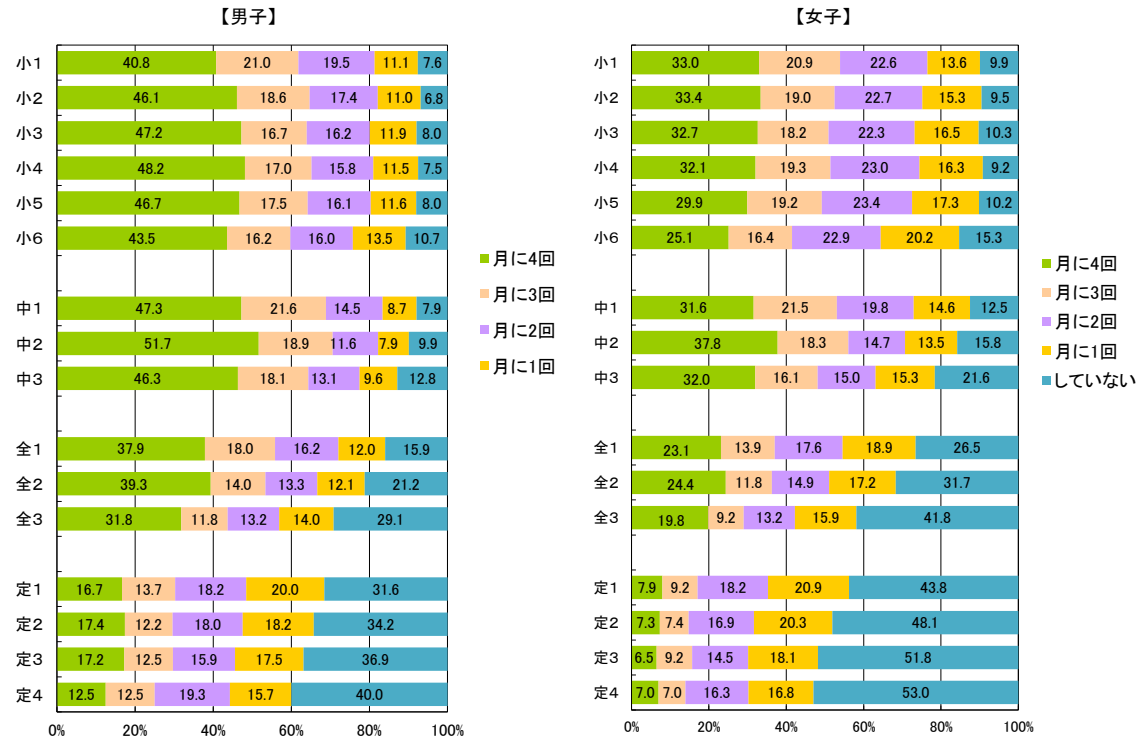 【男子】
小1 40.8 21.0 19.5 11.1 7.6
小2 46.1 18.6 17.4 11.0 6.8
小3 47.2 16.7 16.2 11.9 8.0
小4 48.2 17.0 15.8 11.5 7.5
小5 46.7 17.5 16.1 11.6 8.0
小6 43.5 16.2 16.0 13.5 10.7
中1 47.3 21.6 14.5 8.7 7.9
中2 51.7 18.9 11.6 7.9 9.9
中3 46.3 18.1 13.1 9.6 12.8
全1 37.9 18.0 16.2 12.0 15.9
全2 39.3 14.0 13.3 12.1 21.2
全3 31.8 11.8 13.2 14.0 29.1
定1 16.7 13.7 18.2 20.0 31.6
定2 17.4 12.2 18.0 18.2 34.2
定3 17.2 12.5 15.9 17.5 36.9
定4 12.5 12.5 19.3 15.7 40.0
0% 20% 40% 60% 80% 100%
月に4回
月に3回
月に2回
月に1回
【女子】
小1 33.0 20.9 22.6 13.6 9.9
小2 33.4 19.0 22.7 15.3 9.5
小3 32.7 18.2 22.3 16.5 10.3
小4 32.1 19.3 23.0 16.3 9.2
小5 29.9 19.2 23.4 17.3 10.2
小6 25.1 16.4 22.9 20.2 15.3
中1 31.6 21.5 19.8 14.6 12.5
中2 37.8 18.3 14.7 13.5 15.8
中3 32.0 16.1 15.0 15.3 21.6
全1 23.1 13.9 17.6 18.9 26.5
全2 24.4 11.8 14.9 17.2 31.7
全3 19.8 9.2 13.2 15.9 41.8
定1 7.9 9.2 18.2 20.9 43.8
定2 7.3 7.4 16.9 20.3 48.1
定3 6.5 9.2 14.5 18.1 51.8
定4 7.0 7.0 16.3 16.8 53.0
0% 20% 40% 60% 80% 100%
月に4回
月に3回
月に2回
月に1回
していない